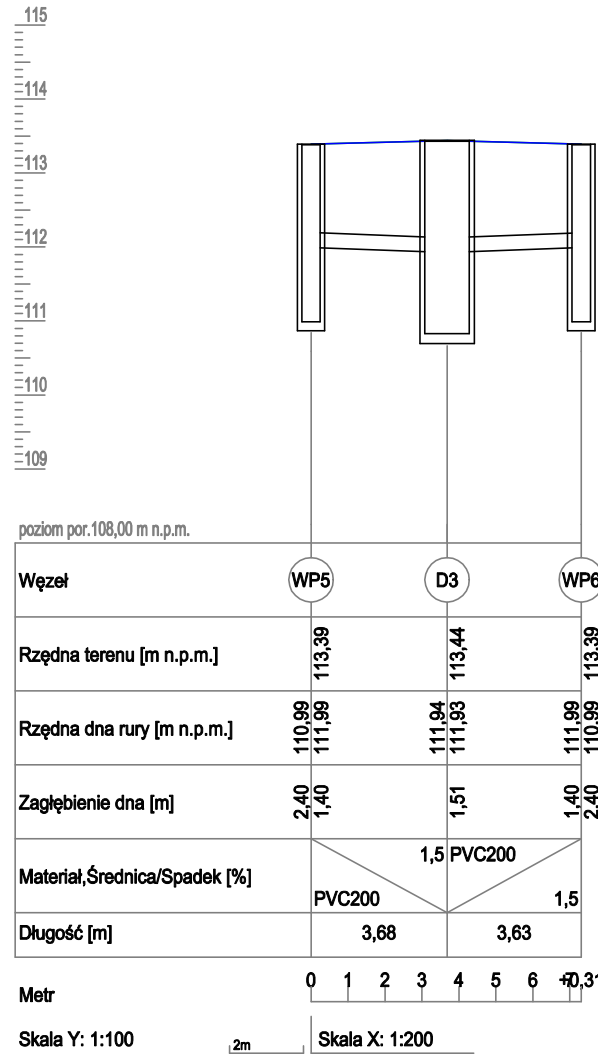 115
114
113
112
111
110
109
poziom por.108,00 m n.p.m.
Węzeł WP5 D3 WP6
Rzędna terenu [m n.p.m.] 113,39 113,44 113,39
Rzędna dna rury [m n.p.m.] 110,99 111,99 111,94 111,93 111,99 110,99
Zagłębienie dna [m] 2,40 1,40 1,51 1,40 2,40
Materiał,Średnica/Spadek [%] PVC200 1,5 PVC200 1,5
Długość [m] 3,68 3,63
Metr 0 1 2 3 4 5 6 7 +0,31
Skala Y: 1:100 2m Skala X: 1:200